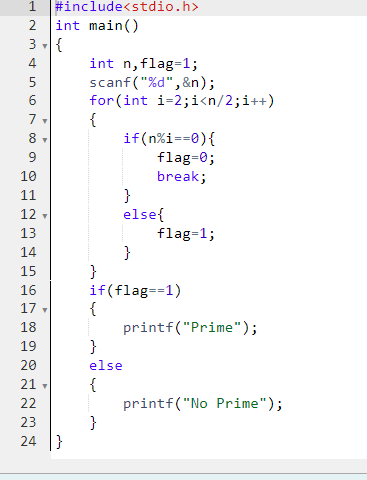 1 #include<stdio.h>
2 int main()
3 {
4 int n,flag=1;
5 scanf("%d",&n);
6 for(int i=2;i<n/2;i++)
7 {
8 if(n%i==0){
9 flag=0;
10 break;
11 }
12 else{
13 flag=1;
14 }
15 }
16 if(flag==1)
17 {
18 printf("Prime");
19 }
20 else
21 {
22 printf("No Prime");
23 }
24 }